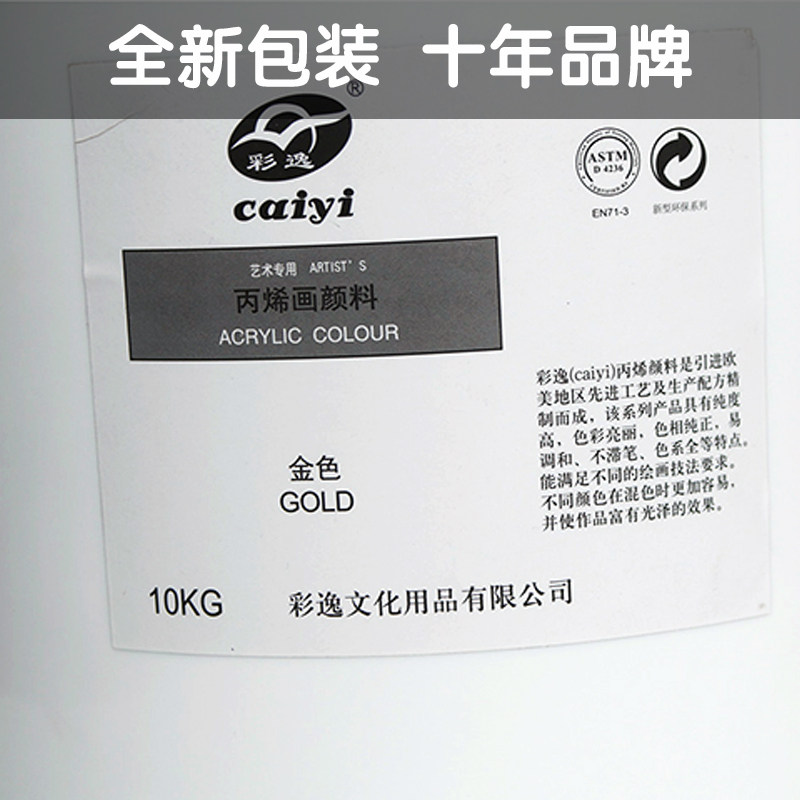 全新包装 十年品牌
®
彩逸
caiyi
ASTM
D 4236
EN71-3
新型环保系列
艺术专用 ARTIST'S
丙烯画颜料
ACRYLIC COLOUR
彩逸(caiyi)丙烯颜料是引进欧
美地区先进工艺及生产配方精
制而成，该系列产品具有纯度
高，色彩亮丽，色相纯正，易
调和、不滞笔、色系全等特点。
能满足不同的绘画技法要求。
不同颜色在混色时更加容易，
并使作品富有光泽的效果。
金色
GOLD
10KG
彩逸文化用品有限公司